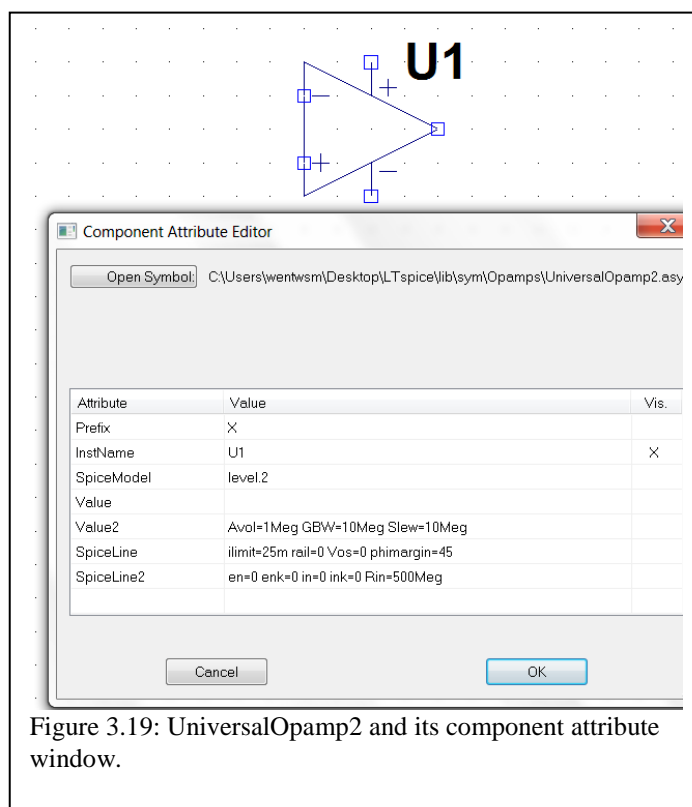 U1
+
−
+
−
Component Attribute Editor
X
Open Symbol: C:\Users\wentwsm\Desktop\LTspice\lib\sym\Opamps\UniversalOpamp2.asy
Attribute Value Vis.
Prefix X
InstName U1 X
SpiceModel level.2
Value
Value2 Avol=1Meg GBW=10Meg Slew=10Meg
SpiceLine ilimit=25m rail=0 Vos=0 phimargin=45
SpiceLine2 en=0 enk=0 in=0 ink=0 Rin=500Meg
Cancel OK
Figure 3.19: UniversalOpamp2 and its component attribute
window.